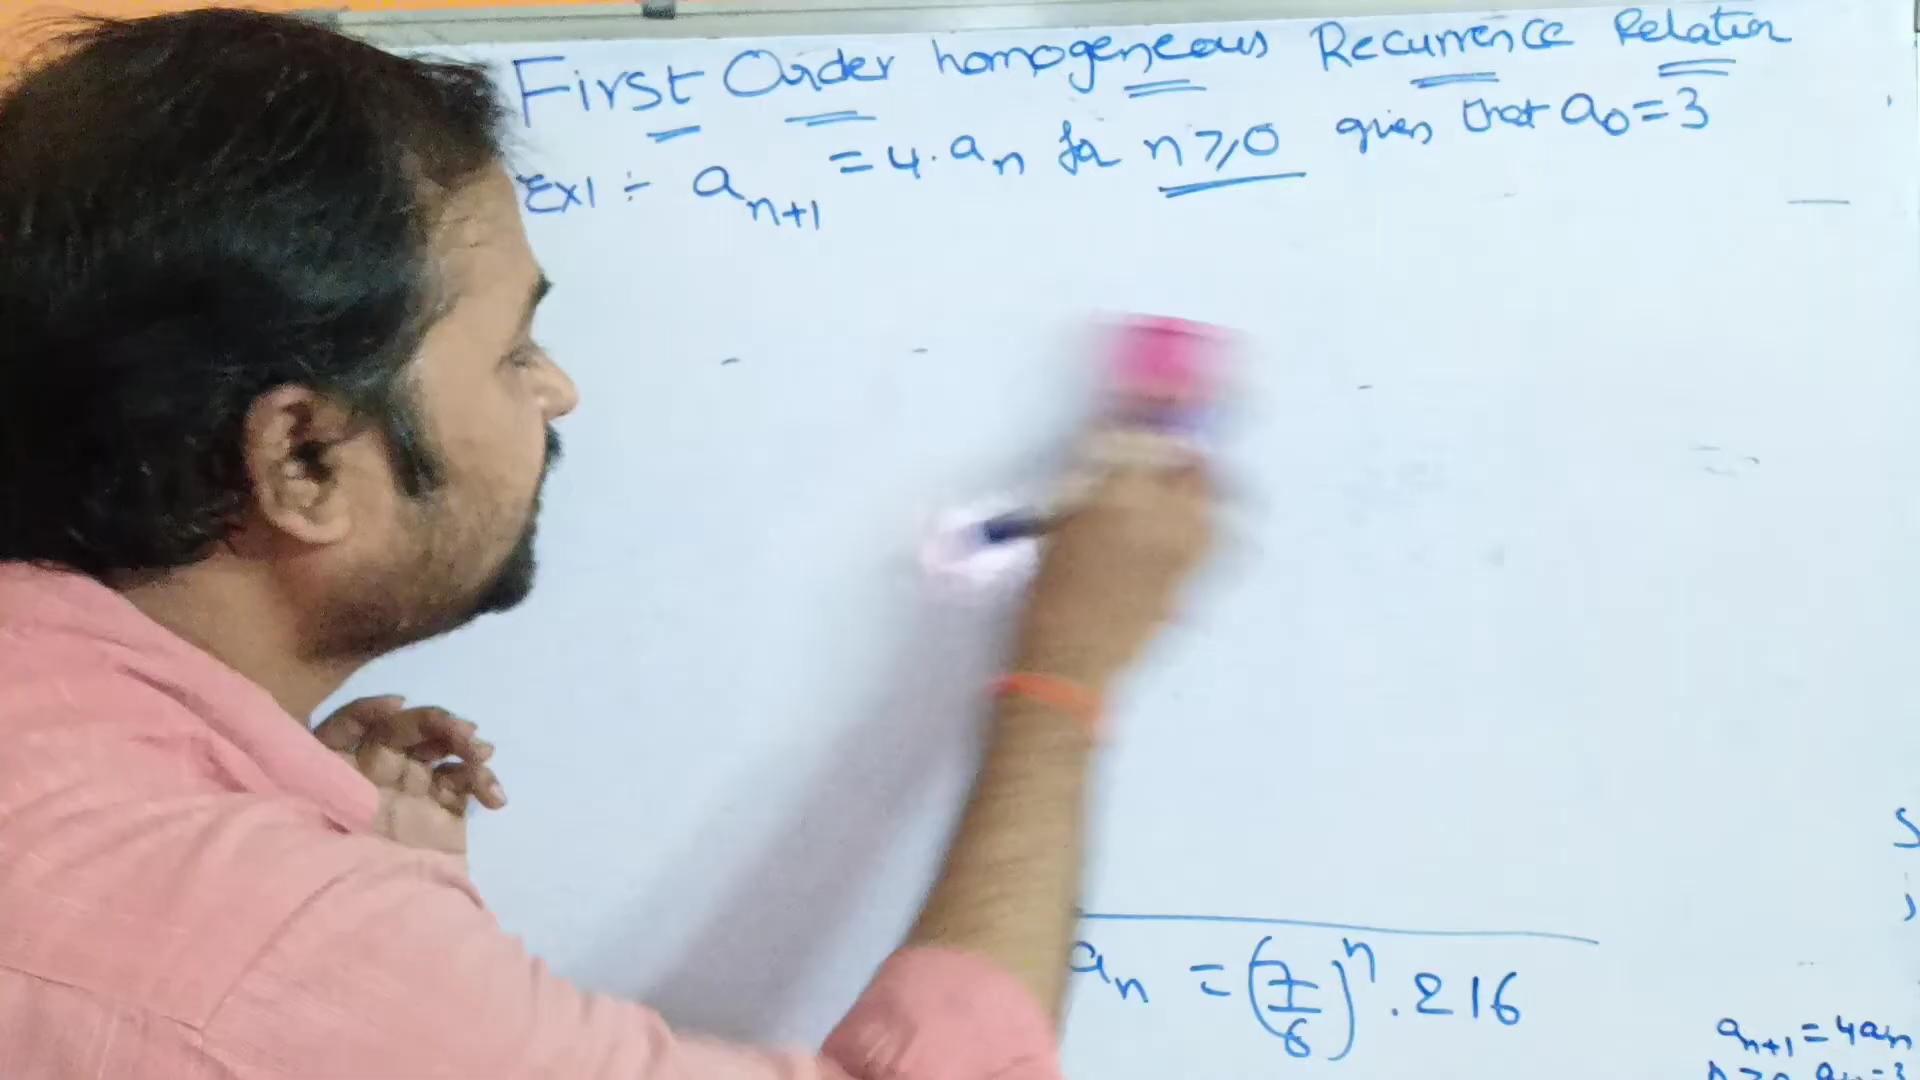 First Order homogeneous Recurrence Relation
Ex1 ÷ a_{n+1} = 4·a_n for n ≥ 0 given that a_0 = 3
a_n = (7/6)^n . 216
a_{n+1} = 4a_n